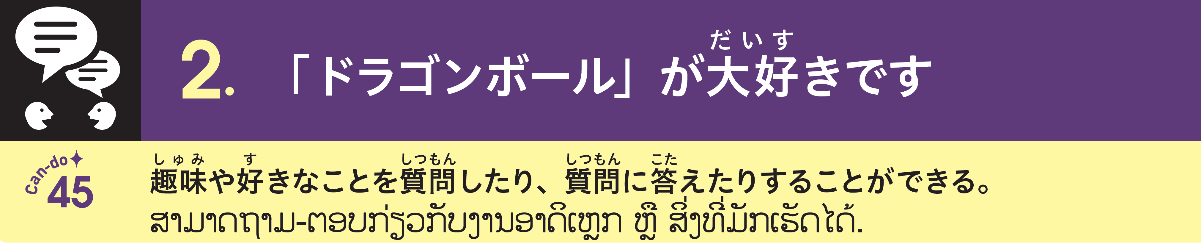 だいす
2. 「ドラゴンボール」が大好きです
Can-do
45
しゅみ す しつもん しつもん こた
趣味や好きなことを質問したり、質問に答えたりすることができる。
ສາມາດຖາມ-ຕອບກ່ຽວກັບງານອາດິເຫຼກ ຫຼື ສິ່ງທີ່ມັກເຮັດໄດ້.